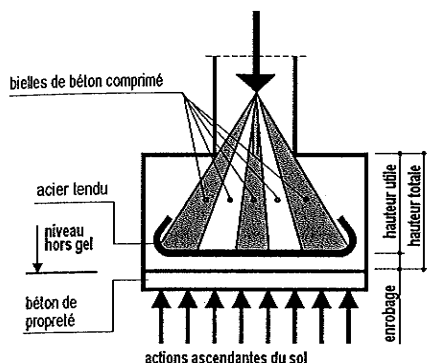 bielles de béton comprimé
acier tendu
niveau
hors gel
béton de
propreté
hauteur utile
hauteur totale
enrobage
actions ascendantes du sol